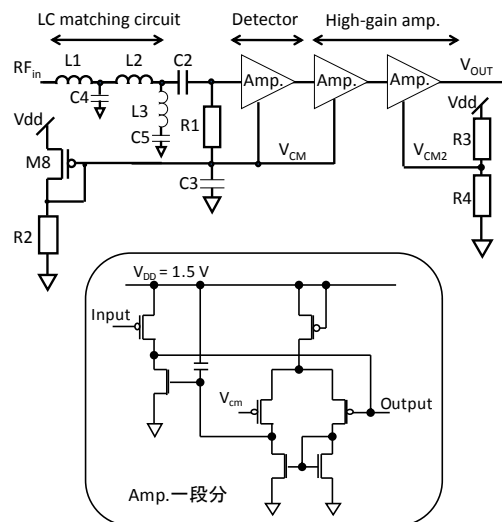 LC matching circuit
Detector
High-gain amp.
RFin
L1
L2
C2
Amp.
Amp.
Amp.
VOUT
C4
L3
C5
R1
Vdd
Vdd
R3
M8
VCM
VCM2
R4
C3
R2
VDD = 1.5 V
Input
Vcm
Output
Amp.一段分